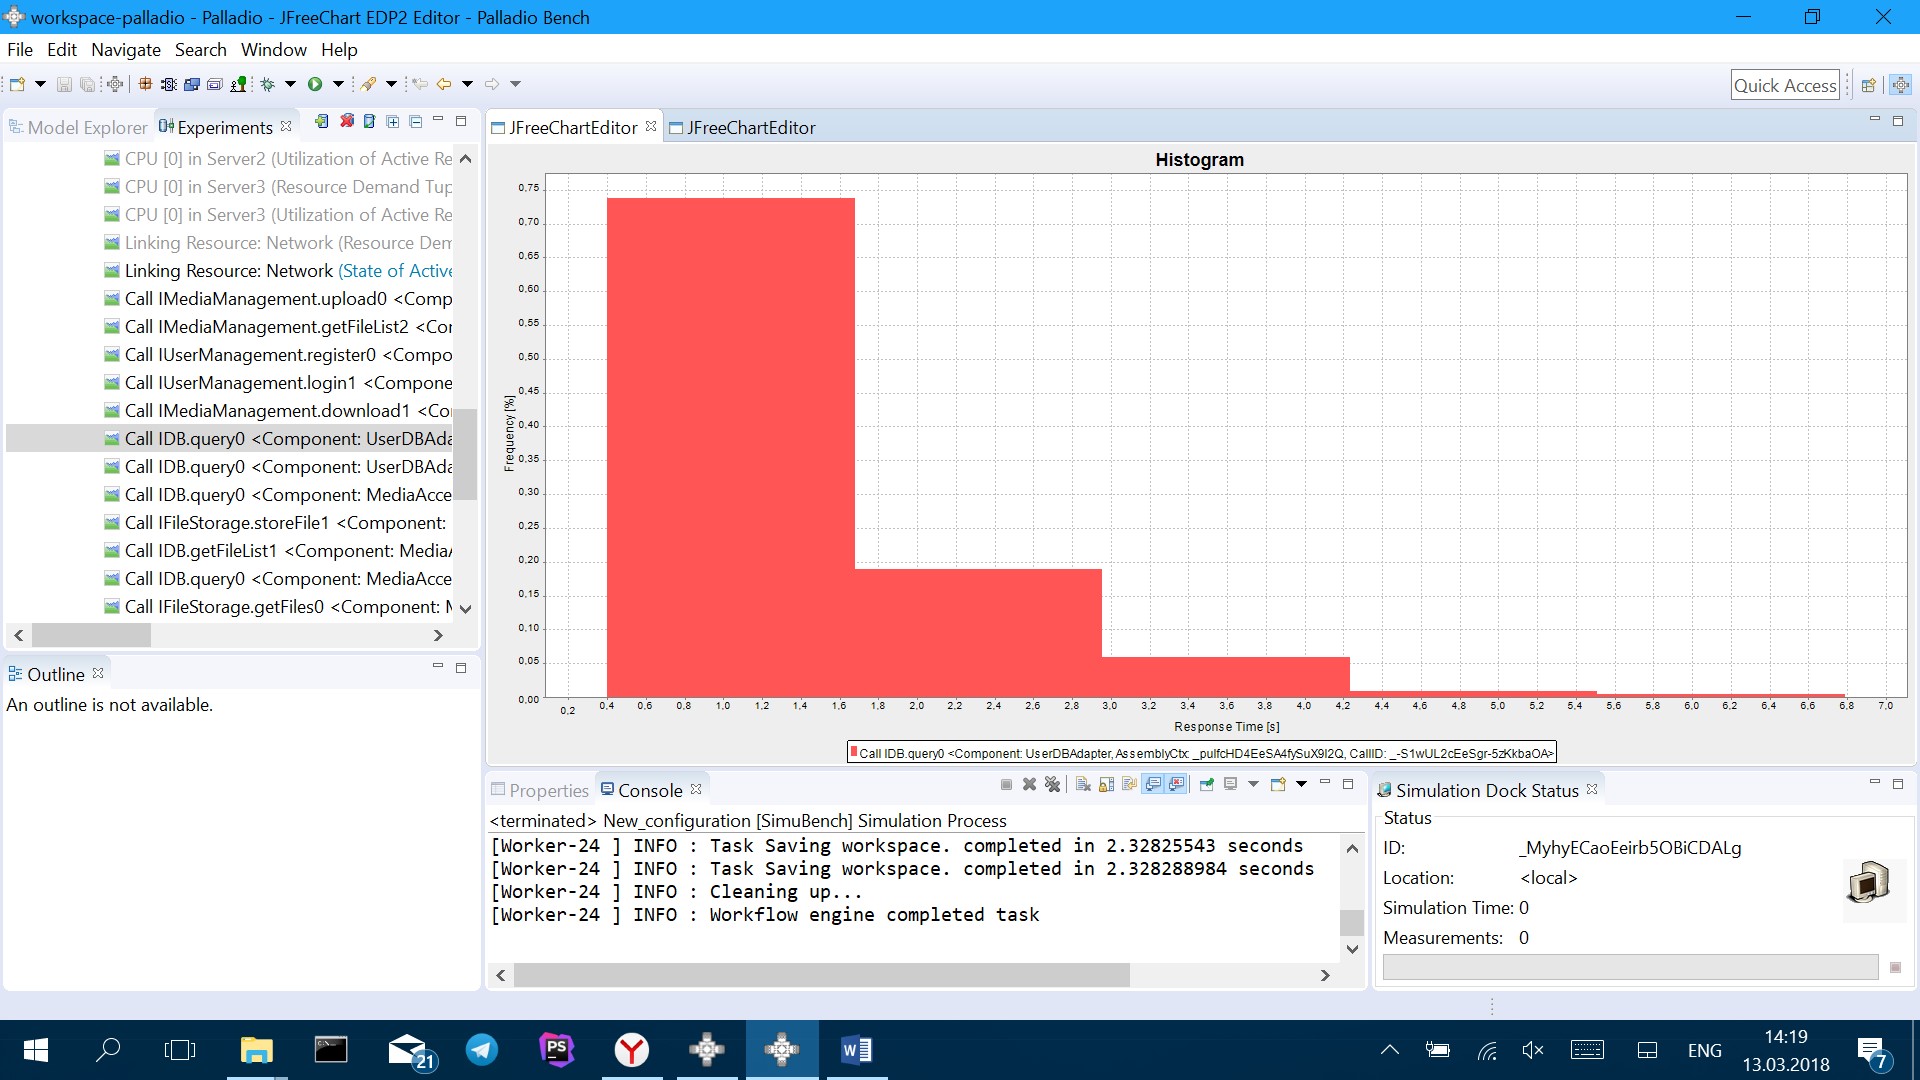 workspace-palladio - Palladio - JFreeChart EDP2 Editor - Palladio Bench
File Edit Navigate Search Window Help
Quick Access
Model Explorer
Experiments
CPU [0] in Server2 (Utilization of Active Re
CPU [0] in Server3 (Resource Demand Tup
CPU [0] in Server3 (Utilization of Active Re
Linking Resource: Network (Resource Dem
Linking Resource: Network (State of Active
Call IMediaManagement.upload0 <Comp
Call IMediaManagement.getFileList2 <Cor
Call IUserManagement.register0 <Compo
Call IUserManagement.login1 <Compone
Call IMediaManagement.download1 <Co
Call IDB.query0 <Component: UserDBAda
Call IDB.query0 <Component: UserDBAda
Call IDB.query0 <Component: MediaAcce
Call IFileStorage.storeFile1 <Component:
Call IDB.getFileList1 <Component: MediaA
Call IDB.query0 <Component: MediaAcce
Call IFileStorage.getFiles0 <Component: M
Outline
An outline is not available.
JFreeChartEditor
JFreeChartEditor
Histogram
Frequency [%]
0,75
0,70
0,65
0,60
0,55
0,50
0,45
0,40
0,35
0,30
0,25
0,20
0,15
0,10
0,05
0,00
0,2 0,4 0,6 0,8 1,0 1,2 1,4 1,6 1,8 2,0 2,2 2,4 2,6 2,8 3,0 3,2 3,4 3,6 3,8 4,0 4,2 4,4 4,6 4,8 5,0 5,2 5,4 5,6 5,8 6,0 6,2 6,4 6,6 6,8 7,0
Response Time [s]
Call IDB.query0 <Component: UserDBAdapter, AssemblyCtx: _pulfcHD4EeSA4fySuX9I2Q, CallID: _-S1wUL2cEeSgr-5zKkbaOA>
Properties
Console
<terminated> New_configuration [SimuBench] Simulation Process
[Worker-24 ] INFO : Task Saving workspace. completed in 2.32825543 seconds
[Worker-24 ] INFO : Task Saving workspace. completed in 2.328288984 seconds
[Worker-24 ] INFO : Cleaning up...
[Worker-24 ] INFO : Workflow engine completed task
Simulation Dock Status
Status
ID: _MyhyECaoEeirb5OBiCDALg
Location: <local>
Simulation Time: 0
Measurements: 0
21
PS
Y
W
ENG
14:19
13.03.2018
7